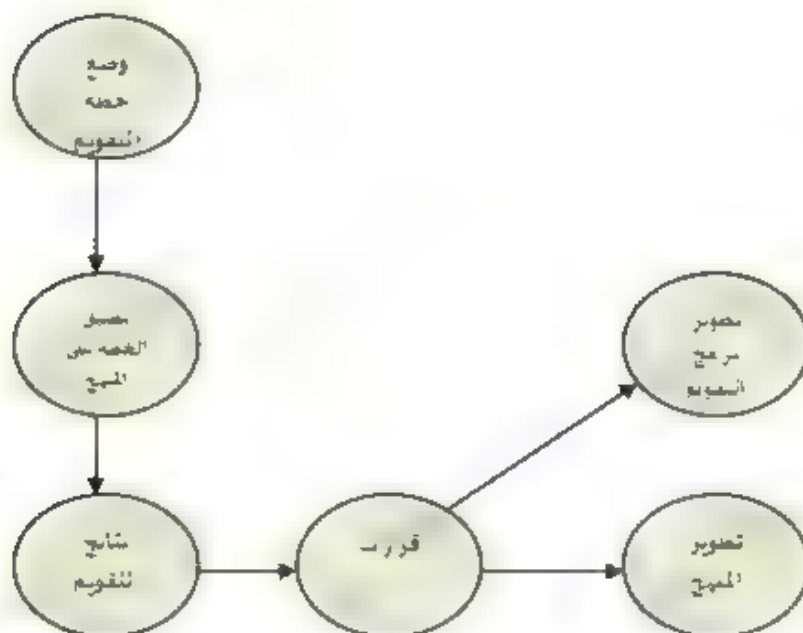 وضع
خطة
التقويم
تطبيق
الخطة على
المنهج
نتائج
التقويم
قرارات
تطوير
برنامج
التقويم
تطوير
المنهج